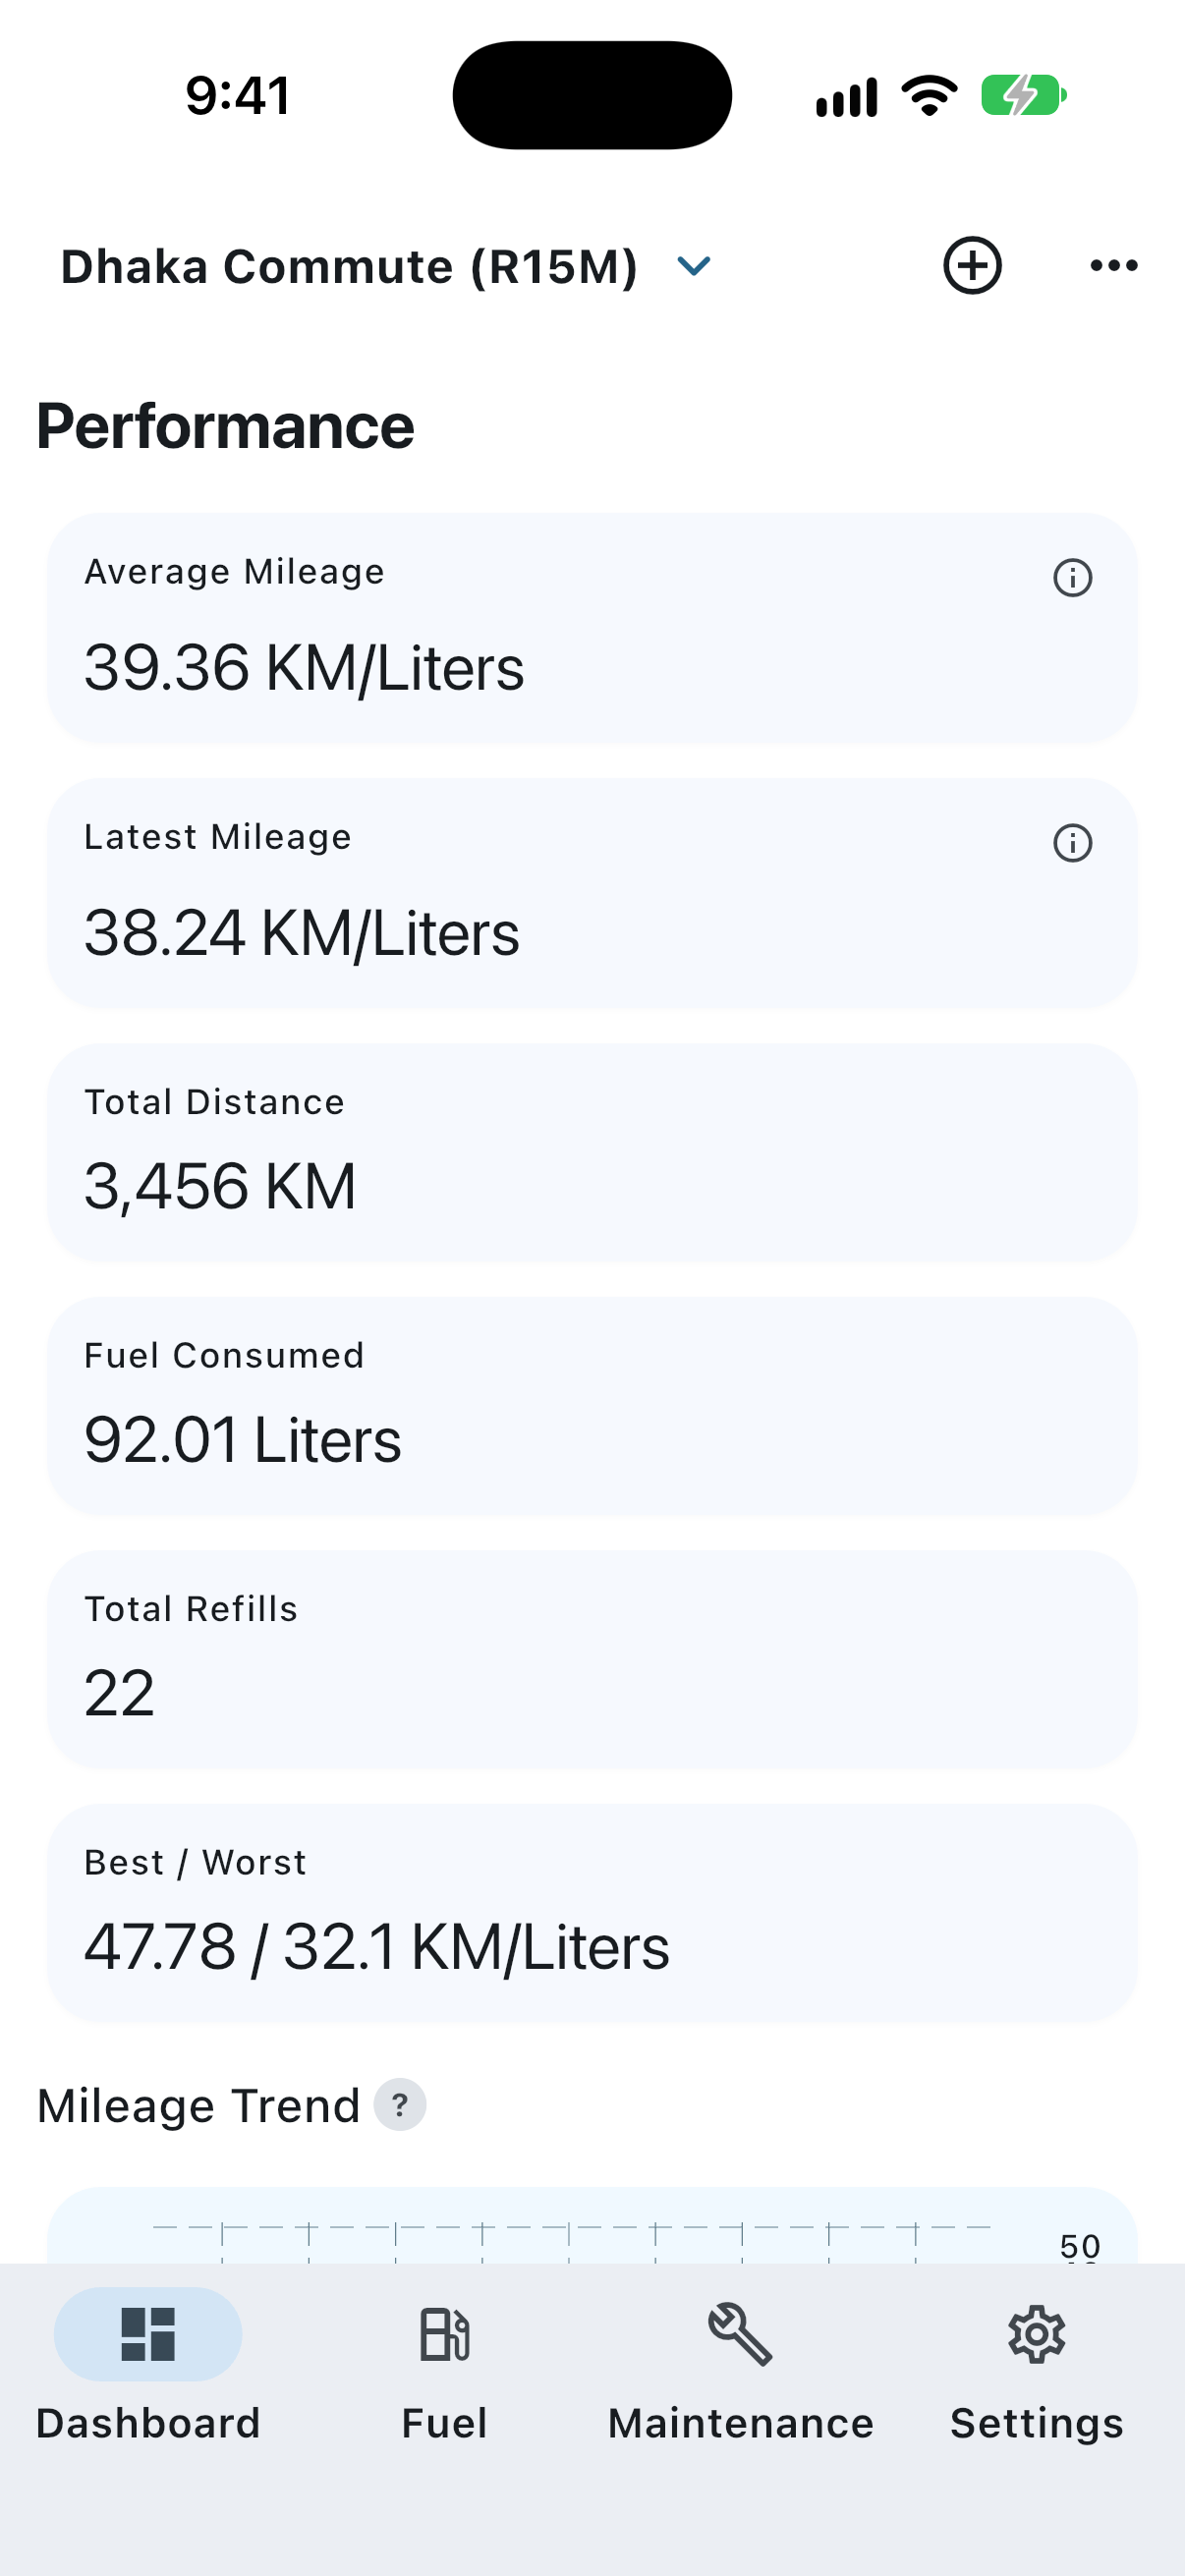 9:41
Dhaka Commute (R15M)
Performance
Average Mileage
39.36 KM/Liters
Latest Mileage
38.24 KM/Liters
Total Distance
3,456 KM
Fuel Consumed
92.01 Liters
Total Refills
22
Best / Worst
47.78 / 32.1 KM/Liters
Mileage Trend ?
50
Dashboard Fuel Maintenance Settings